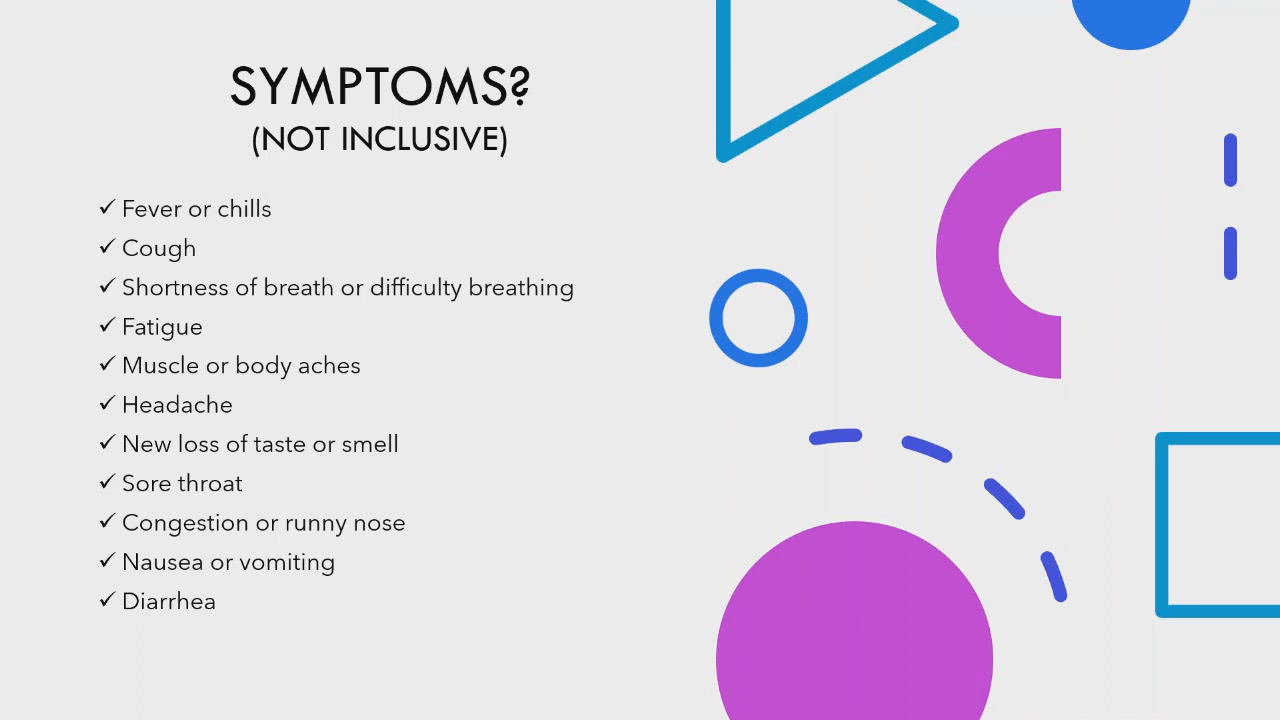 SYMPTOMS?
(NOT INCLUSIVE)
✓ Fever or chills
✓ Cough
✓ Shortness of breath or difficulty breathing
✓ Fatigue
✓ Muscle or body aches
✓ Headache
✓ New loss of taste or smell
✓ Sore throat
✓ Congestion or runny nose
✓ Nausea or vomiting
✓ Diarrhea